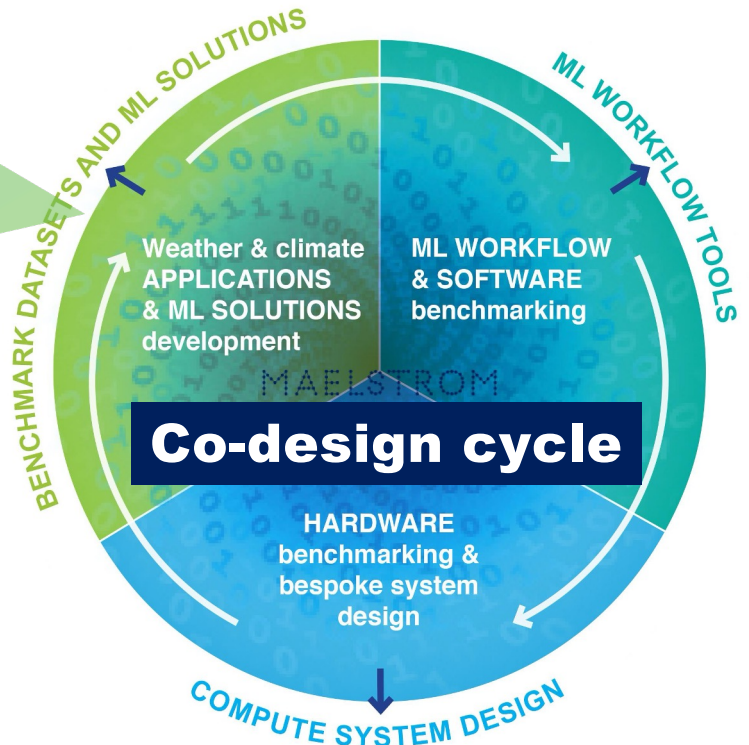 BENCHMARK DATASETS AND ML SOLUTIONS
ML WORKFLOW TOOLS
Weather & climate
APPLICATIONS
& ML SOLUTIONS
development
ML WORKFLOW
& SOFTWARE
benchmarking
MAELSTROM
Co-design cycle
HARDWARE
benchmarking &
bespoke system
design
COMPUTE SYSTEM DESIGN